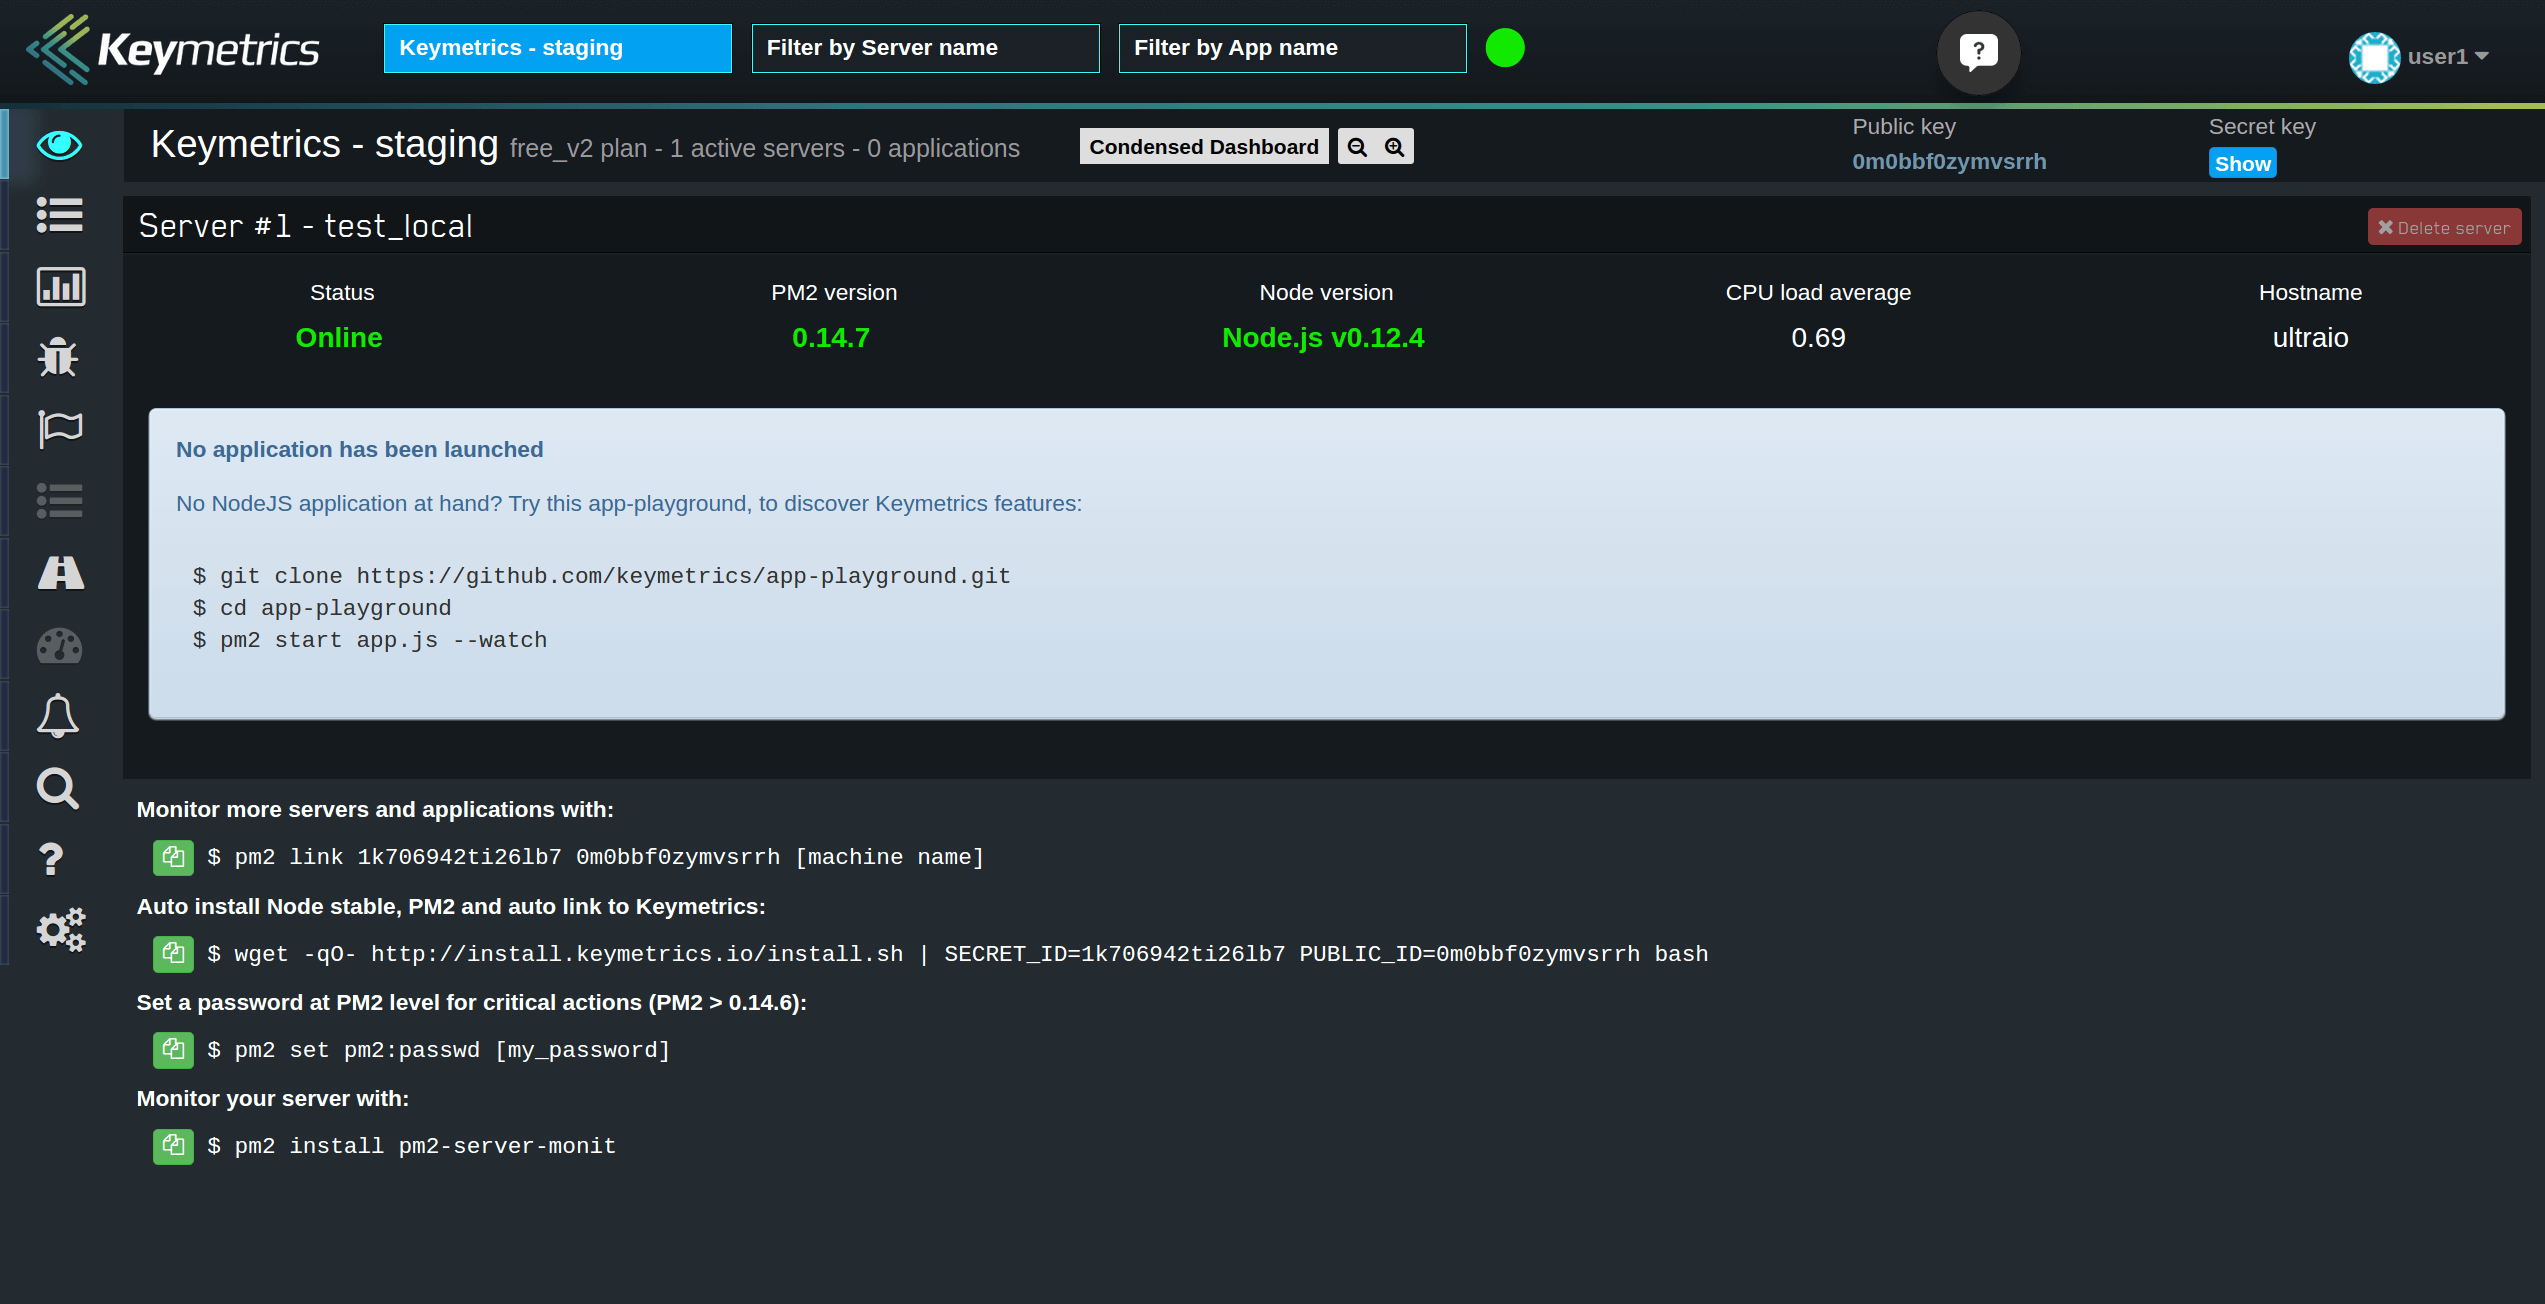 Keymetrics
Keymetrics - staging
Filter by Server name
Filter by App name
?
user1
Keymetrics - staging free_v2 plan - 1 active servers - 0 applications
Condensed Dashboard
Public key
0m0bbf0zymvsrrh
Secret key
Show
Server #1 - test_local
Delete server
Status
Online
PM2 version
0.14.7
Node version
Node.js v0.12.4
CPU load average
0.69
Hostname
ultraio
No application has been launched
No NodeJS application at hand? Try this app-playground, to discover Keymetrics features:
$ git clone https://github.com/keymetrics/app-playground.git
$ cd app-playground
$ pm2 start app.js --watch
Monitor more servers and applications with:
$ pm2 link 1k706942ti26lb7 0m0bbf0zymvsrrh [machine name]
Auto install Node stable, PM2 and auto link to Keymetrics:
$ wget -qO- http://install.keymetrics.io/install.sh | SECRET_ID=1k706942ti26lb7 PUBLIC_ID=0m0bbf0zymvsrrh bash
Set a password at PM2 level for critical actions (PM2 > 0.14.6):
$ pm2 set pm2:passwd [my_password]
Monitor your server with:
$ pm2 install pm2-server-monit